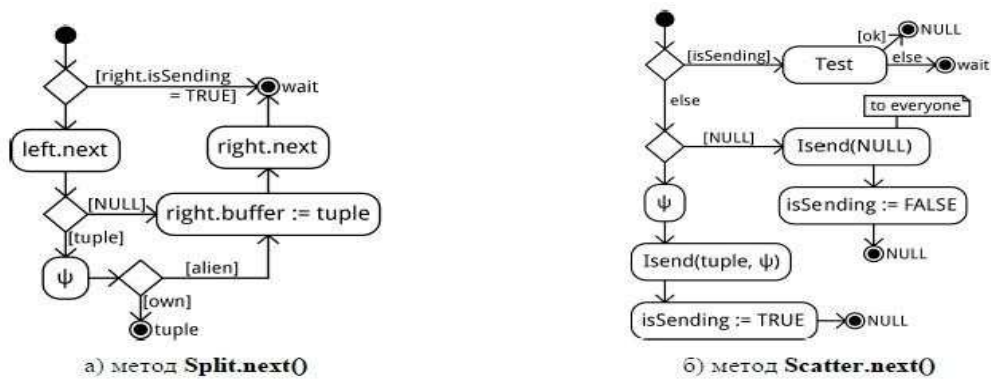 [right.isSending
= TRUE]
wait
left.next
right.next
[NULL]
right.buffer := tuple
[tuple]
ψ
[alien]
[own]
tuple
а) метод Split.next()
[isSending]
Test
[ok]
NULL
else
wait
else
to everyone
[NULL]
Isend(NULL)
ψ
isSending := FALSE
NULL
Isend(tuple, ψ)
isSending := TRUE
NULL
б) метод Scatter.next()